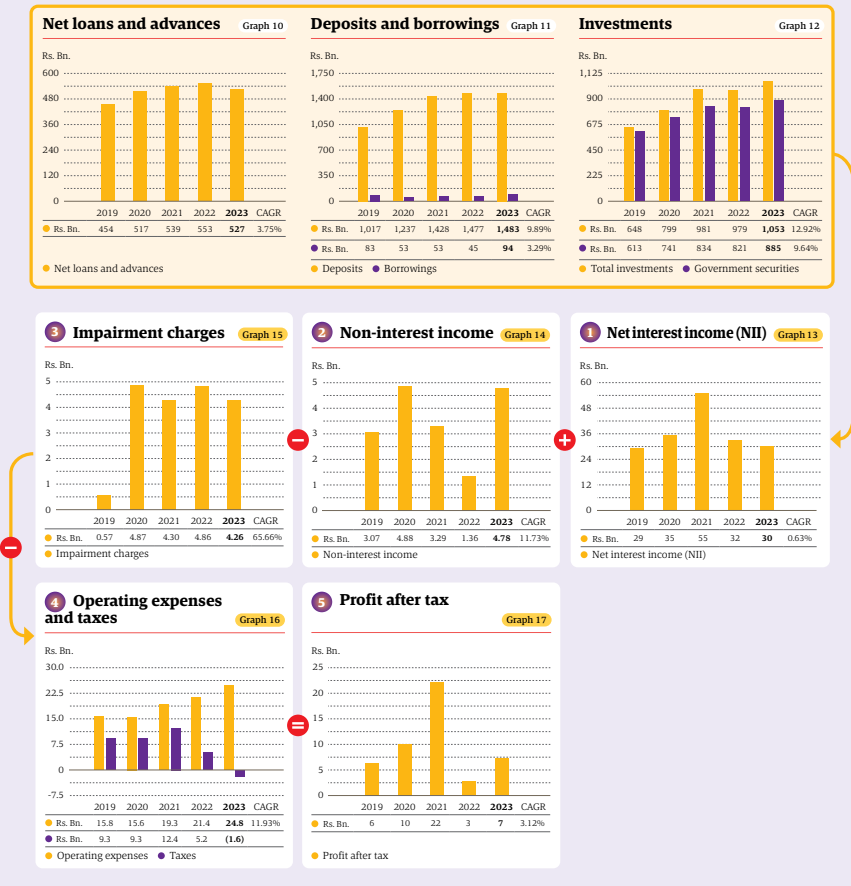 Net loans and advances Graph 10
Rs. Bn.
600
480
360
240
120
0
2019 2020 2021 2022 2023 CAGR
Rs. Bn. 454 517 539 553 527 3.75%
Net loans and advances
Deposits and borrowings Graph 11
Rs. Bn.
1,750
1,400
1,050
700
350
0
2019 2020 2021 2022 2023 CAGR
Rs. Bn. 1,017 1,237 1,428 1,477 1,483 9.89%
Rs. Bn. 83 53 53 45 94 3.29%
Deposits Borrowings
Investments Graph 12
Rs. Bn.
1,125
900
675
450
225
0
2019 2020 2021 2022 2023 CAGR
Rs. Bn. 648 799 981 979 1,053 12.92%
Rs. Bn. 613 741 834 821 885 9.64%
Total investments Government securities
3 Impairment charges Graph 15
Rs. Bn.
5
4
3
2
1
0
2019 2020 2021 2022 2023 CAGR
Rs. Bn. 0.57 4.87 4.30 4.86 4.26 65.66%
Impairment charges
2 Non-interest income Graph 14
Rs. Bn.
5
4
3
2
1
0
2019 2020 2021 2022 2023 CAGR
Rs. Bn. 3.07 4.88 3.29 1.36 4.78 11.73%
Non-interest income
1 Net interest income (NII) Graph 13
Rs. Bn.
60
48
36
24
12
0
2019 2020 2021 2022 2023 CAGR
Rs. Bn. 29 35 55 32 30 0.63%
Net interest income (NII)
4 Operating expenses
and taxes Graph 16
Rs. Bn.
30.0
22.5
15.0
7.5
0
-7.5
2019 2020 2021 2022 2023 CAGR
Rs. Bn. 15.8 15.6 19.3 21.4 24.8 11.93%
Rs. Bn. 9.3 9.3 12.4 5.2 (1.6)
Operating expenses Taxes
5 Profit after tax
Graph 17
Rs. Bn.
25
20
15
10
5
0
2019 2020 2021 2022 2023 CAGR
Rs. Bn. 6 10 22 3 7 3.12%
Profit after tax